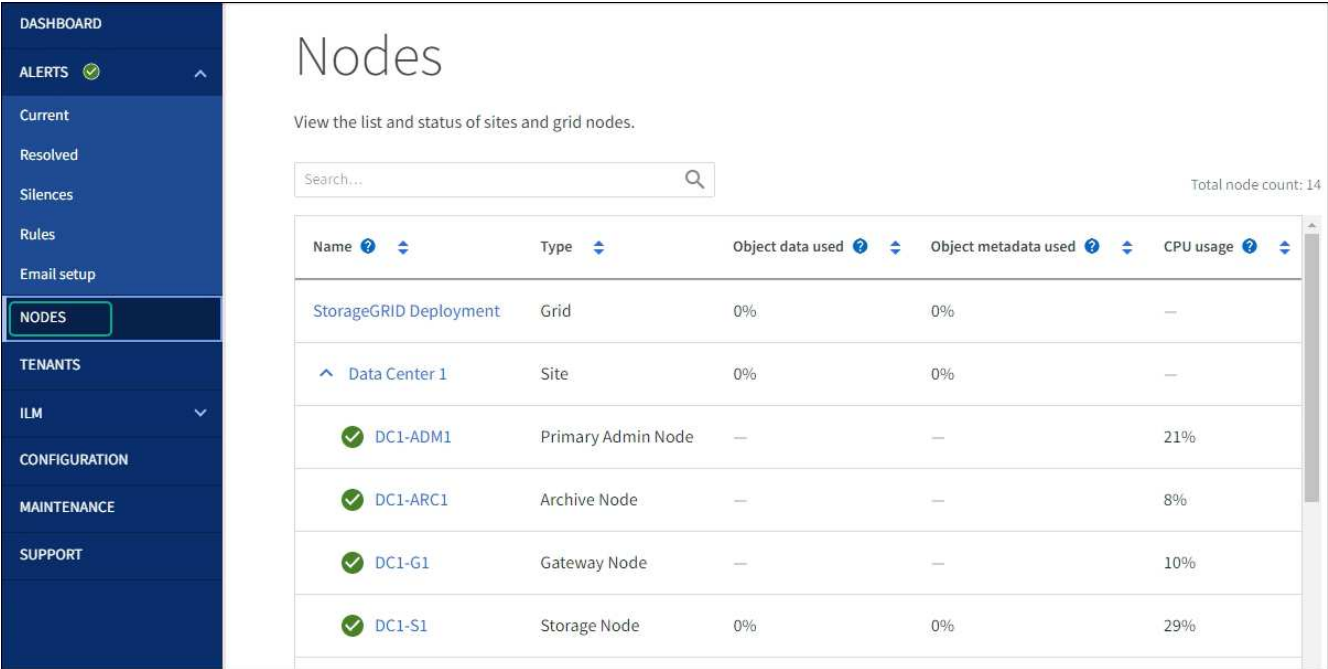 DASHBOARD
ALERTS
Current
Resolved
Silences
Rules
Email setup
NODES
TENANTS
ILM
CONFIGURATION
MAINTENANCE
SUPPORT
Nodes
View the list and status of sites and grid nodes.
Search...
Total node count: 14
Name ? Type Object data used ? Object metadata used ? CPU usage ?
StorageGRID Deployment Grid 0% 0% —
Data Center 1 Site 0% 0% —
DC1-ADM1 Primary Admin Node — — 21%
DC1-ARC1 Archive Node — — 8%
DC1-G1 Gateway Node — — 10%
DC1-S1 Storage Node 0% 0% 29%